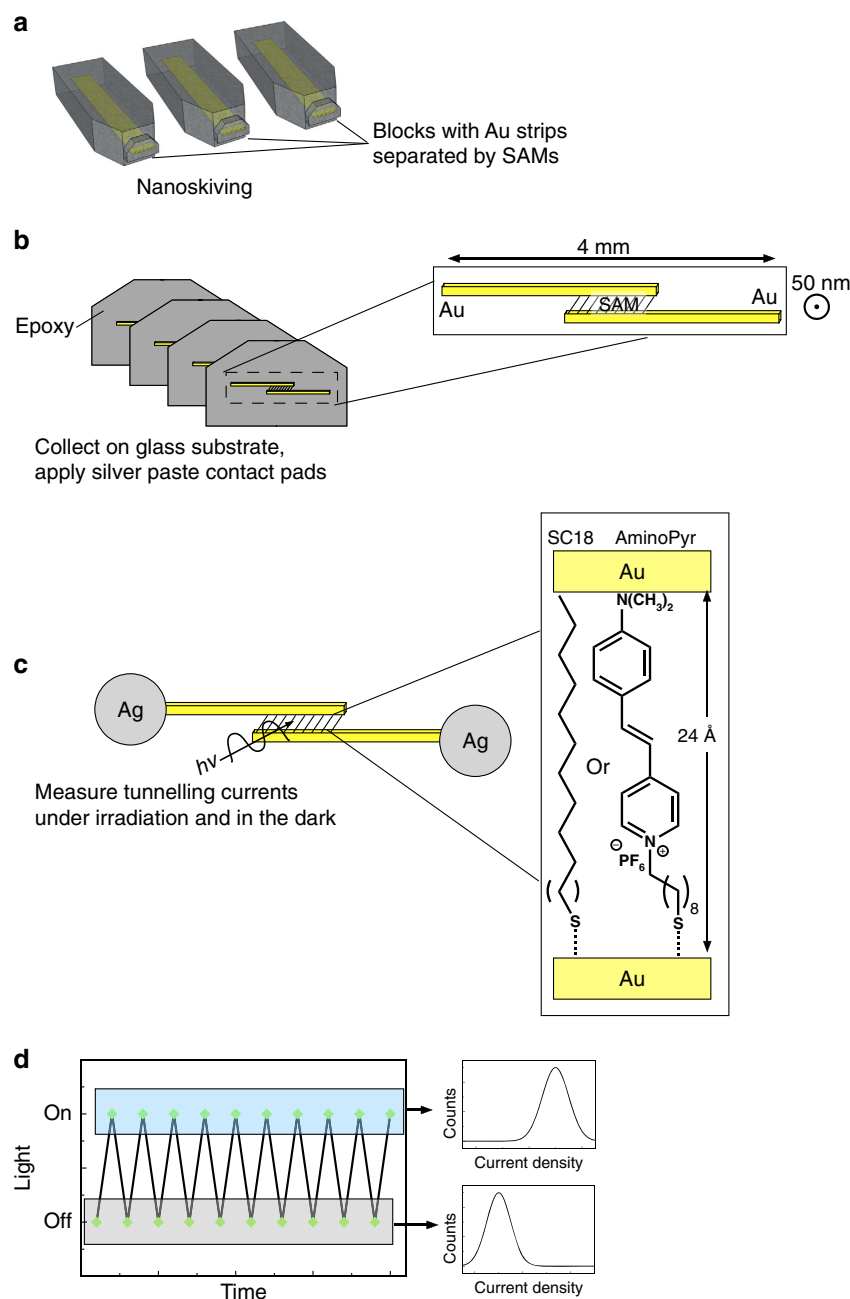 a
Blocks with Au strips
separated by SAMs
Nanoskiving
b
4 mm
50 nm
Au
SAM
Au
Epoxy
Collect on glass substrate,
apply silver paste contact pads
c
SC18
AminoPyr
Au
N(CH₃)₂
24 Å
Or
N
⊖
⊕
PF₆
8
S
S
Au
Ag
Ag
hν
Measure tunnelling currents
under irradiation and in the dark
d
On
Light
Off
Time
Counts
Current density
Counts
Current density